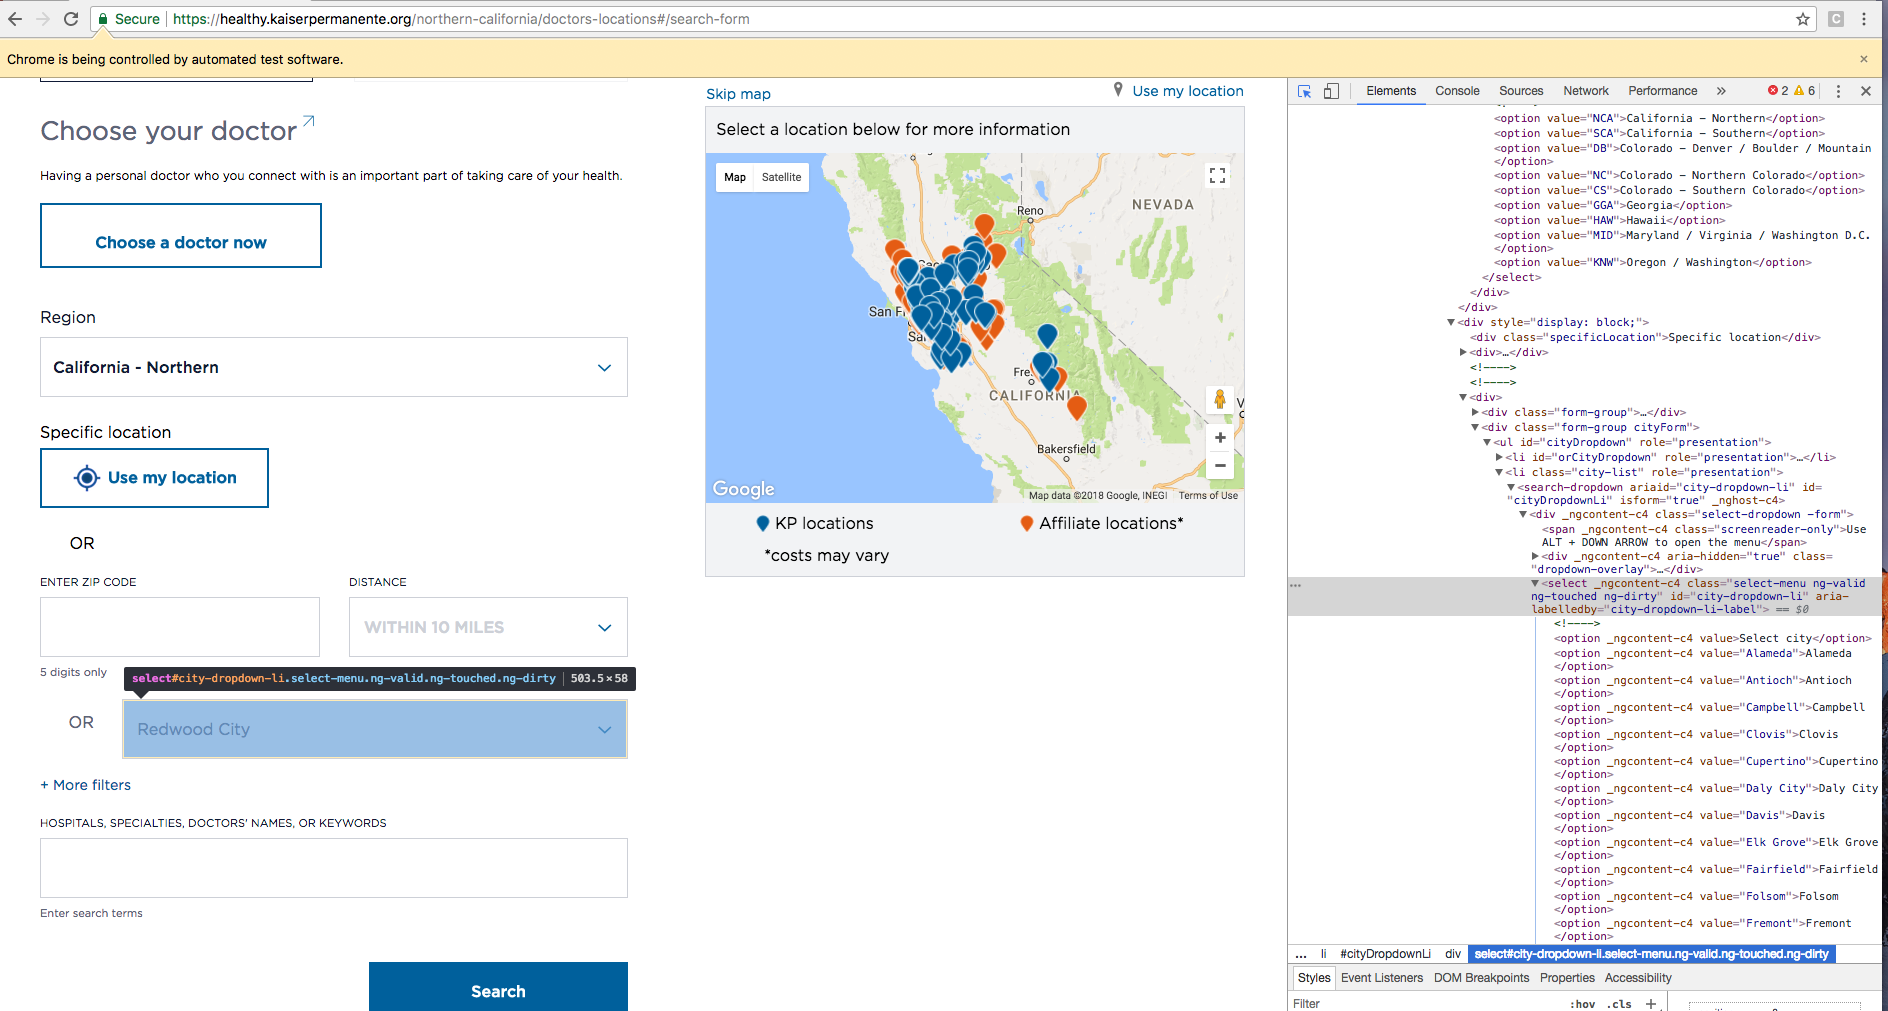 Secure
https://healthy.kaiserpermanente.org/northern-california/doctors-locations#/search-form
C
Chrome is being controlled by automated test software.
×
Choose your doctor
Having a personal doctor who you connect with is an important part of taking care of your health.
Choose a doctor now
Region
California - Northern
Specific location
Use my location
OR
ENTER ZIP CODE
DISTANCE
WITHIN 10 MILES
5 digits only
select#city-dropdown-li.select-menu.ng-valid.ng-touched.ng-dirty | 503.5×58
OR
Redwood City
+ More filters
HOSPITALS, SPECIALTIES, DOCTORS' NAMES, OR KEYWORDS
Enter search terms
Search
Skip map
Use my location
Select a location below for more information
Map
Satellite
Reno
NEVADA
San F
Sa
Fre
CALIFORNIA
Bakersfield
+
−
Google
Map data ©2018 Google, INEGI
Terms of Use
KP locations
Affiliate locations*
*costs may vary
Elements
Console
Sources
Network
Performance
»
2
6
<option value="NCA">California - Northern</option>
<option value="SCA">California - Southern</option>
<option value="DB">Colorado - Denver / Boulder / Mountain
</option>
<option value="NC">Colorado - Northern Colorado</option>
<option value="CS">Colorado - Southern Colorado</option>
<option value="GGA">Georgia</option>
<option value="HAW">Hawaii</option>
<option value="MID">Maryland / Virginia / Washington D.C.
</option>
<option value="KNW">Oregon / Washington</option>
</select>
</div>
</div>
▼<div style="display: block;">
<div class="specificLocation">Specific location</div>
▶<div>…</div>
<!---->
<!---->
▼<div>
▶<div class="form-group">…</div>
▼<div class="form-group cityForm">
▼<ul id="cityDropdown" role="presentation">
▶<li id="orCityDropdown" role="presentation">…</li>
▼<li class="city-list" role="presentation">
▼<search-dropdown ariaid="city-dropdown-li" id=
"cityDropdownLi" isform="true" _nghost-c4>
▼<div _ngcontent-c4 class="select-dropdown -form">
<span _ngcontent-c4 class="screenreader-only">Use
ALT + DOWN ARROW to open the menu</span>
▶<div _ngcontent-c4 aria-hidden="true" class=
"dropdown-overlay">…</div>
…
▼<select _ngcontent-c4 class="select-menu ng-valid
ng-touched ng-dirty" id="city-dropdown-li" aria-
labelledby="city-dropdown-li-label"> == $0
<!---->
<option _ngcontent-c4 value>Select city</option>
<option _ngcontent-c4 value="Alameda">Alameda
</option>
<option _ngcontent-c4 value="Antioch">Antioch
</option>
<option _ngcontent-c4 value="Campbell">Campbell
</option>
<option _ngcontent-c4 value="Clovis">Clovis
</option>
<option _ngcontent-c4 value="Cupertino">Cupertino
</option>
<option _ngcontent-c4 value="Daly City">Daly City
</option>
<option _ngcontent-c4 value="Davis">Davis
</option>
<option _ngcontent-c4 value="Elk Grove">Elk Grove
</option>
<option _ngcontent-c4 value="Fairfield">Fairfield
</option>
<option _ngcontent-c4 value="Folsom">Folsom
</option>
<option _ngcontent-c4 value="Fremont">Fremont
</option>
… li #cityDropdownLi div select#city-dropdown-li.select-menu.ng-valid.ng-touched.ng-dirty
Styles
Event Listeners
DOM Breakpoints
Properties
Accessibility
Filter
:hov
.cls
+